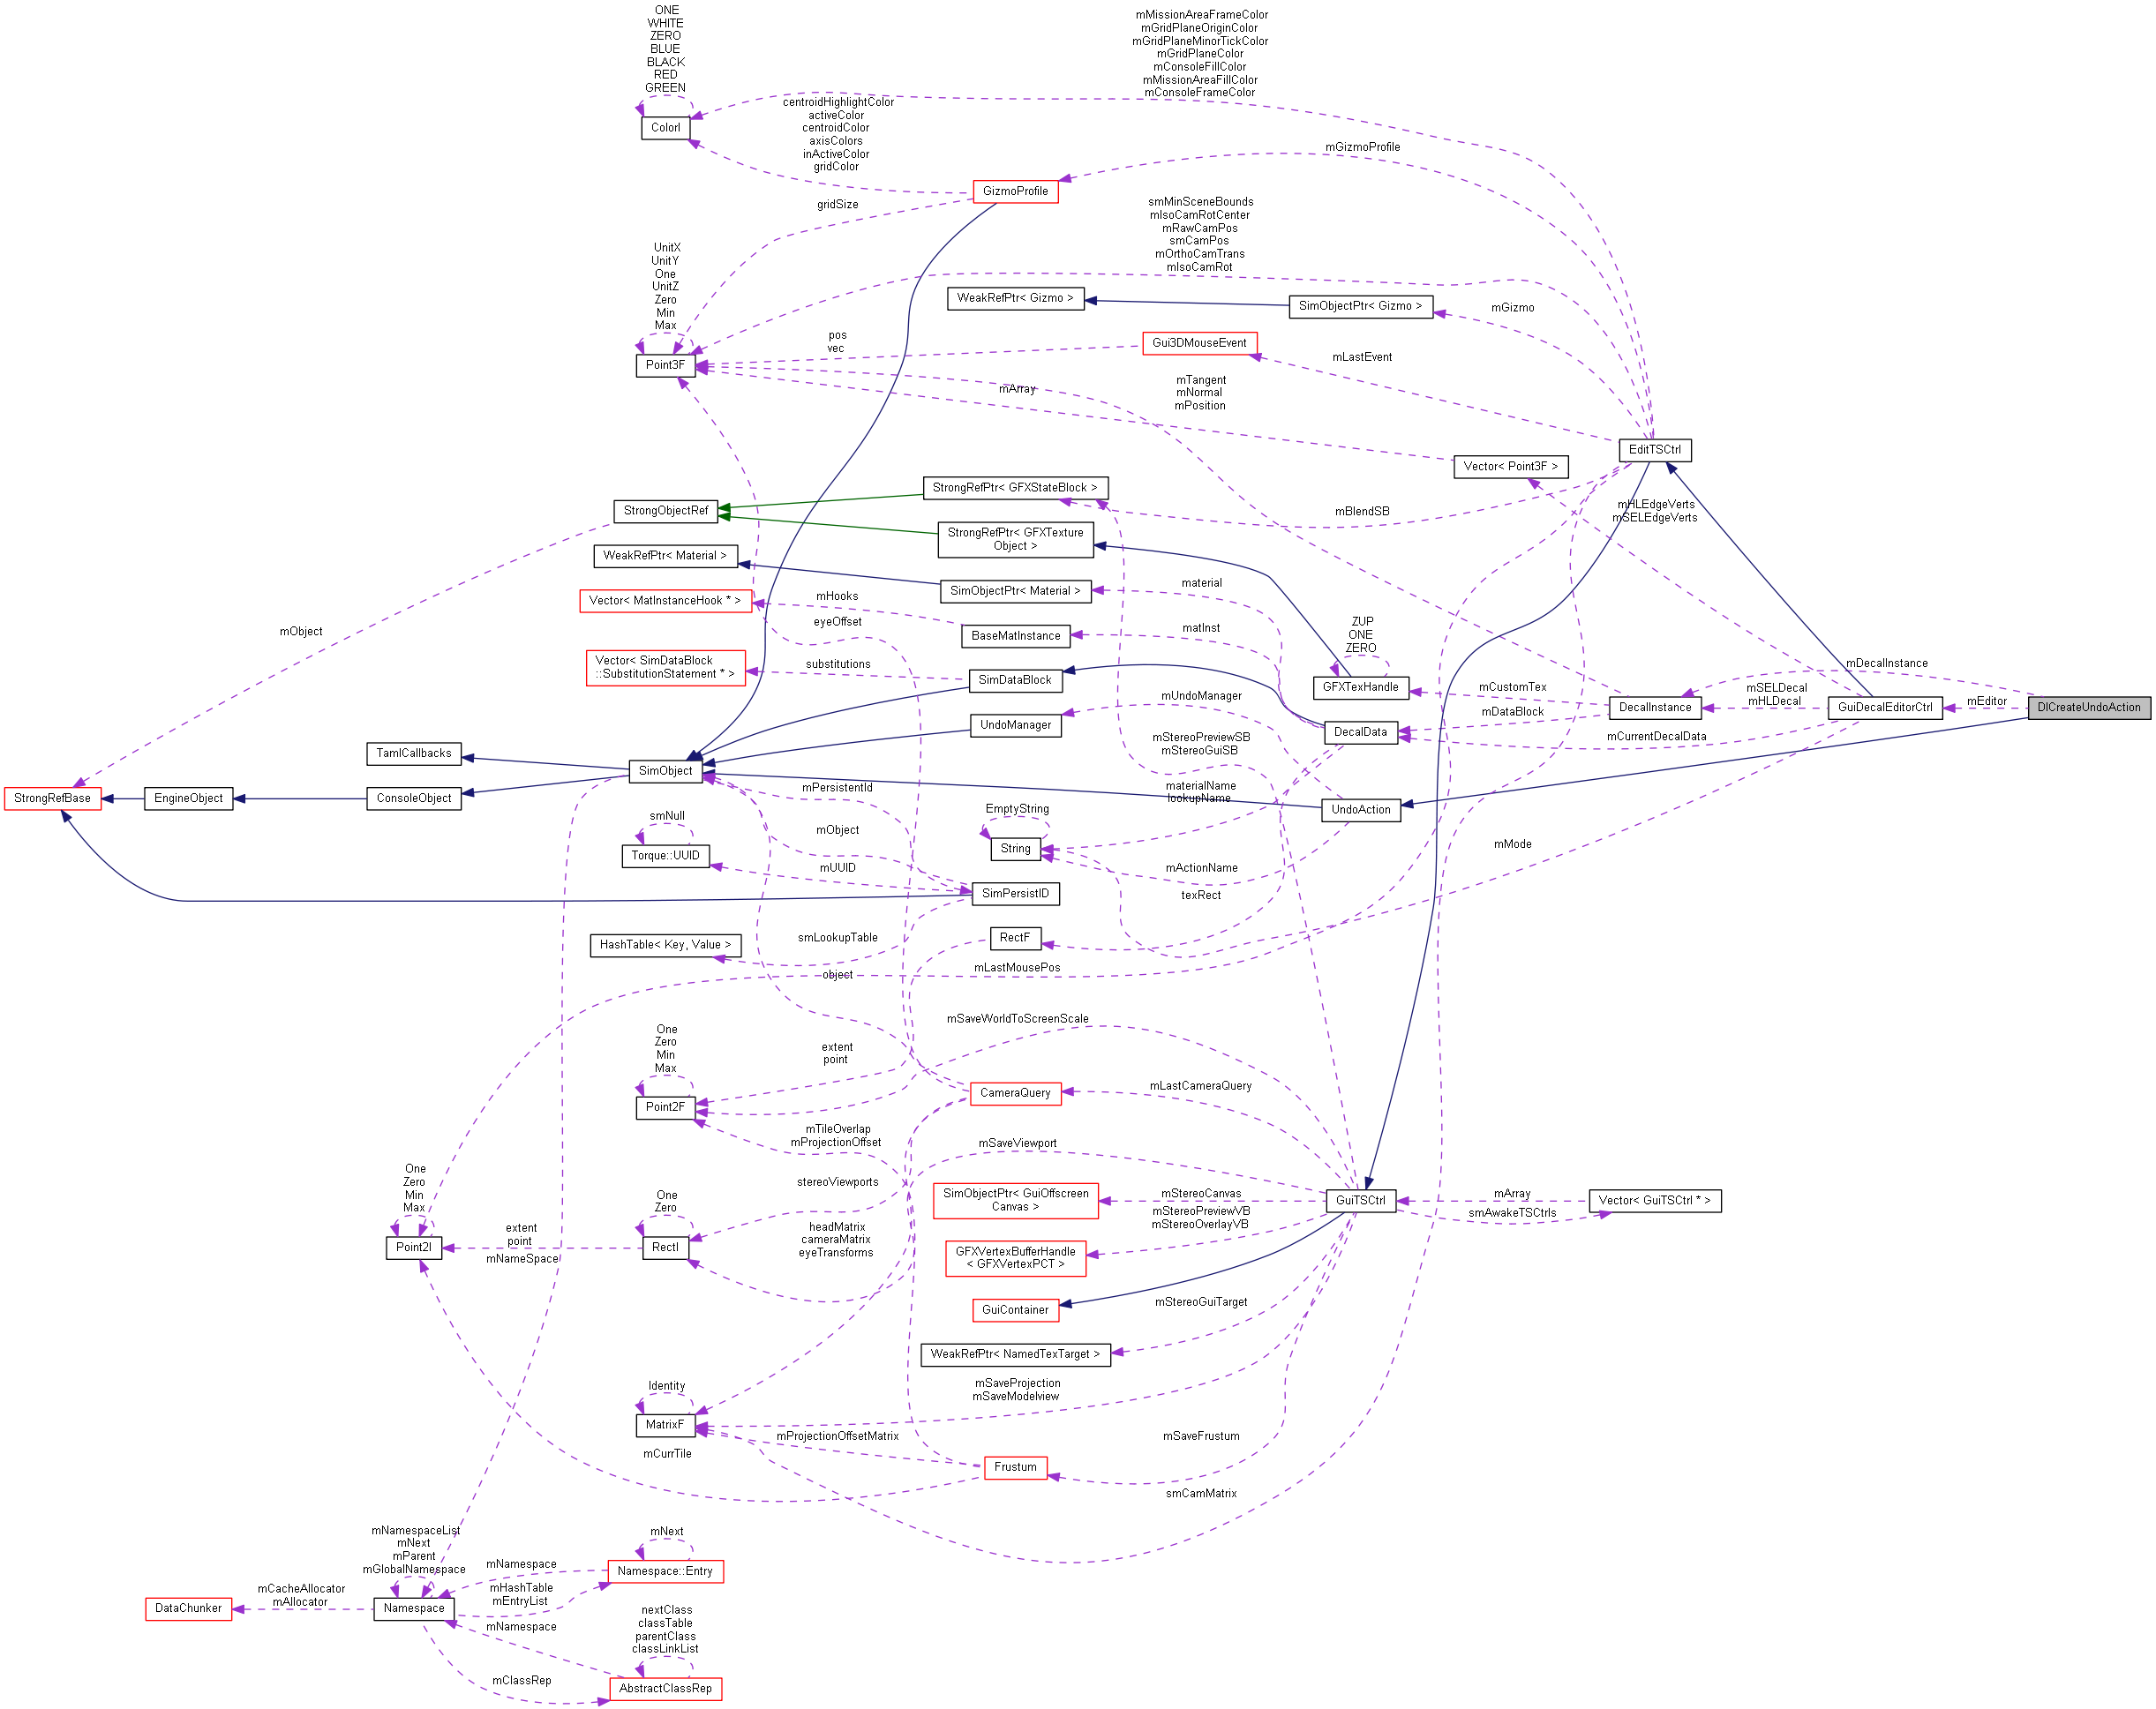 ONE
WHITE
ZERO
BLUE
BLACK
RED
GREEN
ColorI
mMissionAreaFrameColor
mGridPlaneOriginColor
mGridPlaneMinorTickColor
mGridPlaneColor
mConsoleFillColor
mMissionAreaFillColor
mConsoleFrameColor
centroidHighlightColor
activeColor
centroidColor
axisColors
inActiveColor
gridColor
mGizmoProfile
GizmoProfile
gridSize
smMinSceneBounds
mIsoCamRotCenter
mRawCamPos
smCamPos
mOrthoCamTrans
mIsoCamRot
UnitX
UnitY
One
UnitZ
Zero
Min
Max
Point3F
WeakRefPtr< Gizmo >
SimObjectPtr< Gizmo >
mGizmo
pos
vec
Gui3DMouseEvent
mLastEvent
mArray
mTangent
mNormal
mPosition
EditTSCtrl
Vector< Point3F >
StrongRefPtr< GFXStateBlock >
mBlendSB
mHLEdgeVerts
mSELEdgeVerts
StrongObjectRef
StrongRefPtr< GFXTexture
Object >
WeakRefPtr< Material >
SimObjectPtr< Material >
material
Vector< MatInstanceHook * >
mHooks
eyeOffset
BaseMatInstance
matInst
ZUP
ONE
ZERO
GFXTexHandle
mObject
Vector< SimDataBlock
::SubstitutionStatement * >
substitutions
SimDataBlock
mUndoManager
mCustomTex
mDataBlock
DecalInstance
mDecalInstance
mSELDecal
mHLDecal
GuiDecalEditorCtrl
mEditor
DICreateUndoAction
UndoManager
DecalData
mCurrentDecalData
mStereoPreviewSB
mStereoGuiSB
TamlCallbacks
SimObject
StrongRefBase
EngineObject
ConsoleObject
mPersistentId
materialName
lookupName
UndoAction
EmptyString
String
smNull
Torque::UUID
mObject
mUUID
mActionName
mMode
SimPersistID
texRect
HashTable< Key, Value >
smLookupTable
RectF
object
mLastMousePos
mSaveWorldToScreenScale
One
Zero
Min
Max
Point2F
extent
point
CameraQuery
mLastCameraQuery
mTileOverlap
mProjectionOffset
mSaveViewport
One
Zero
Min
Max
Point2I
extent
point
mNameSpace
One
Zero
RectI
stereoViewports
headMatrix
cameraMatrix
eyeTransforms
SimObjectPtr< GuiOffscreen
Canvas >
mStereoCanvas
mStereoPreviewVB
mStereoOverlayVB
GuiTSCtrl
mArray
smAwakeTSCtrls
Vector< GuiTSCtrl * >
GFXVertexBufferHandle
< GFXVertexPCT >
GuiContainer
mStereoGuiTarget
WeakRefPtr< NamedTexTarget >
Identity
MatrixF
mSaveProjection
mSaveModelview
mProjectionOffsetMatrix
mSaveFrustum
mCurrTile
Frustum
smCamMatrix
mNamespaceList
mNext
mParent
mGlobalNamespace
mCacheAllocator
mAllocator
DataChunker
Namespace
mNamespace
mHashTable
mEntryList
mNamespace
mNext
Namespace::Entry
nextClass
classTable
parentClass
classLinkList
mClassRep
AbstractClassRep